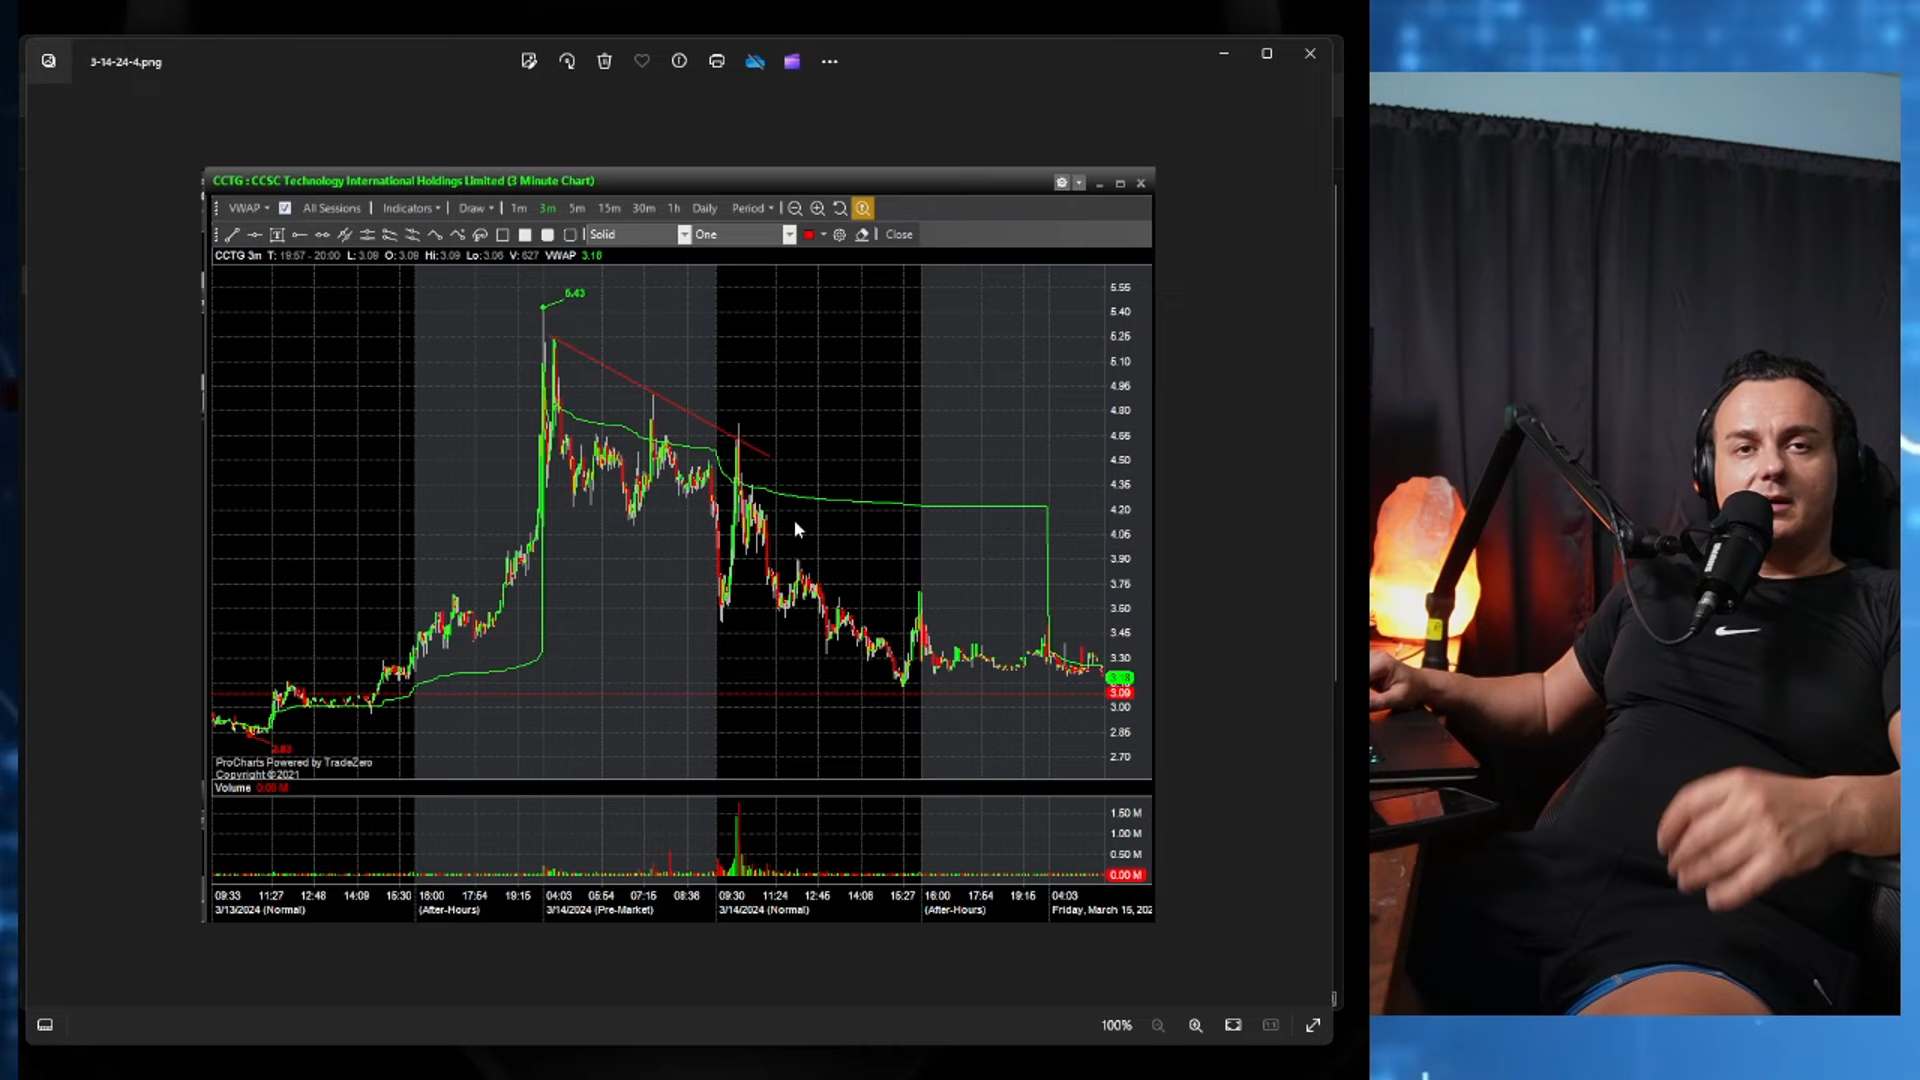 3-14-24-4.png
CCTG : CCSC Technology International Holdings Limited (3 Minute Chart)
VWAP All Sessions Indicators Draw 1m 3m 5m 15m 30m 1h Daily Period
Solid One Close
CCTG 3m T: 19:57 - 20:00 L: 3.09 O: 3.09 Hi: 3.09 Lo: 3.06 V: 627 VWAP 3.18
5.43
5.55
5.40
5.25
5.10
4.95
4.80
4.65
4.50
4.35
4.20
4.05
3.90
3.75
3.60
3.45
3.30
3.18
3.09
3.00
2.85
2.70
2.83
ProCharts Powered by TradeZero
Copyright © 2021
Volume 0.00 M
1.50 M
1.00 M
0.50 M
0.00 M
09:33 11:27 12:48 14:09 15:30 16:00 17:54 19:15 04:03 05:54 07:15 08:36 09:30 11:24 12:45 14:06 15:27 16:00 17:54 19:15 04:03
3/13/2024 (Normal) (After-Hours) 3/14/2024 (Pre-Market) 3/14/2024 (Normal) (After-Hours) Friday, March 15, 202
100%